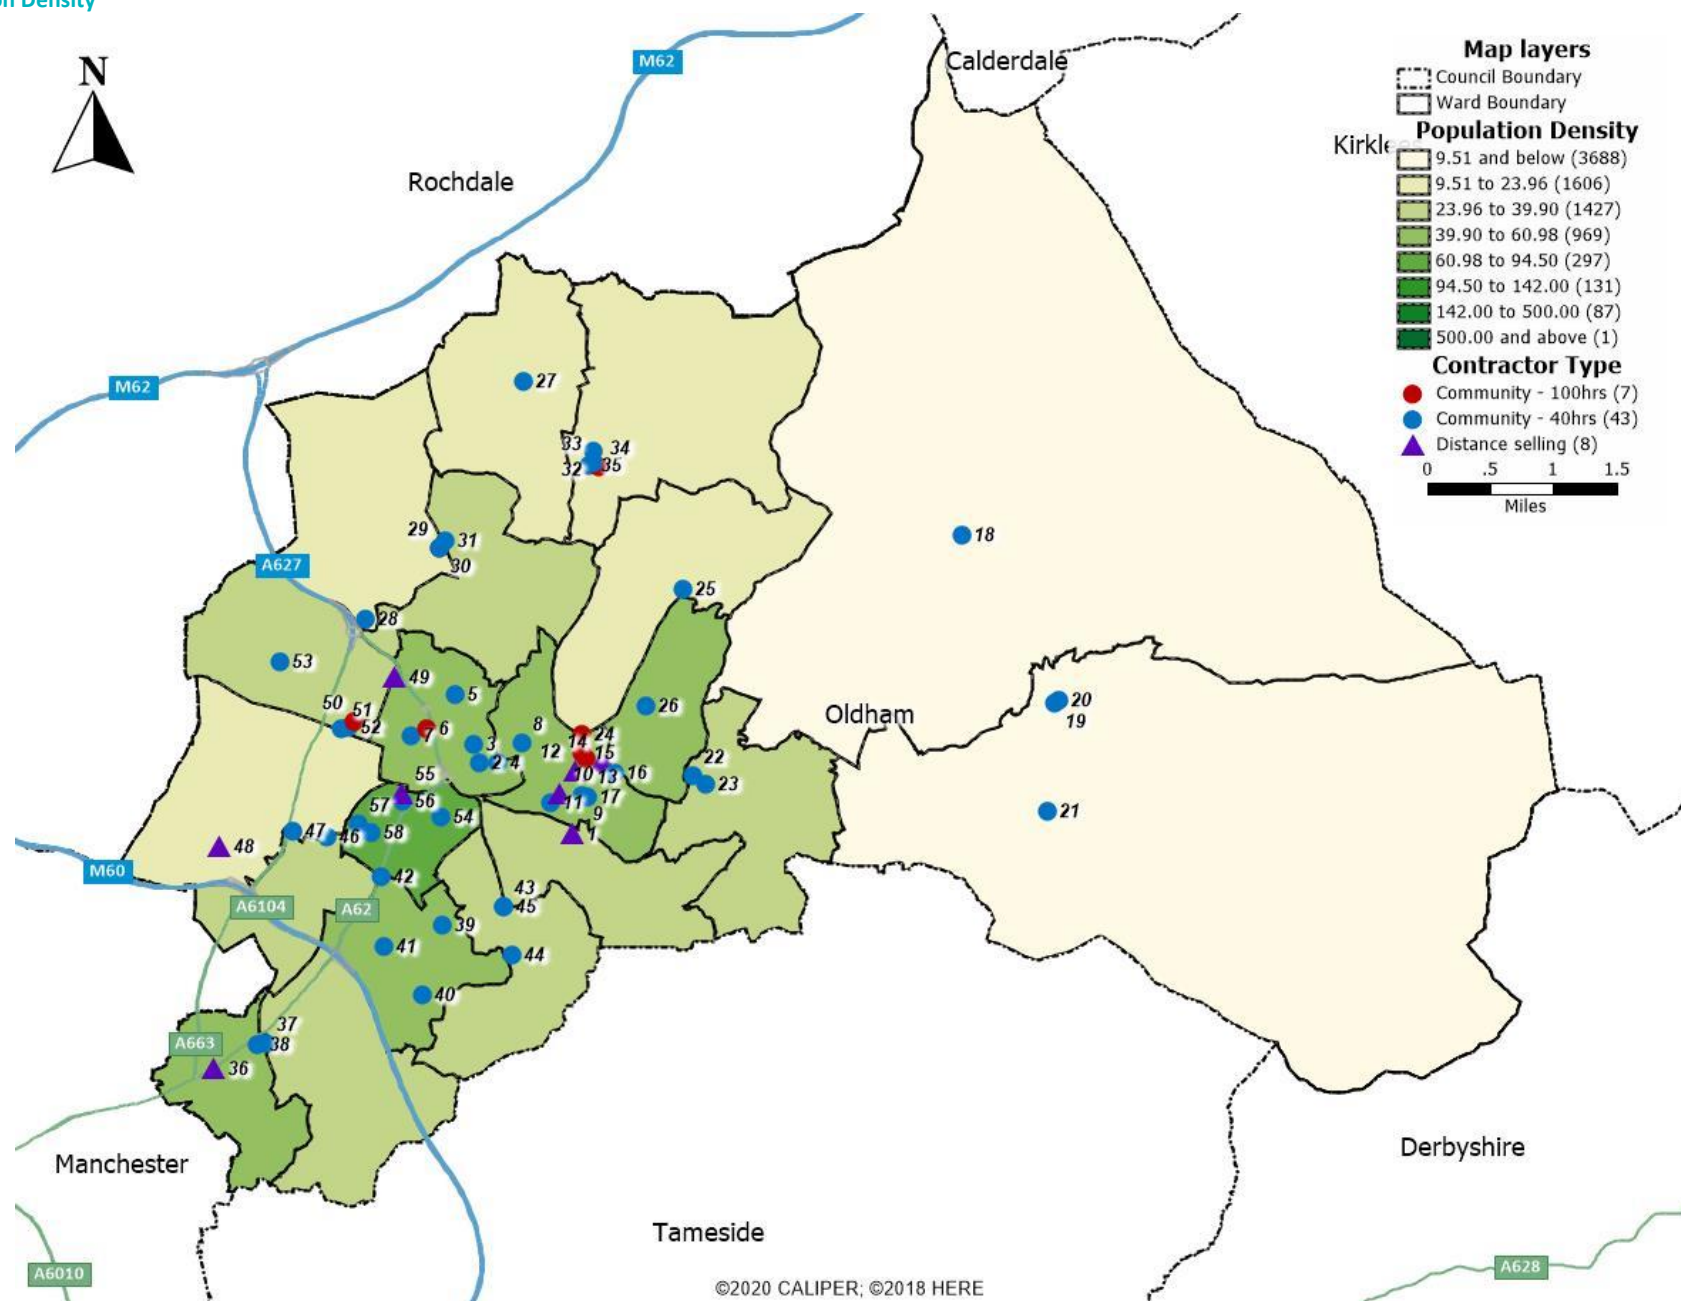 on Density
N
M62
Calderdale
Rochdale
Map layers
Council Boundary
Ward Boundary
Kirkle
Population Density
9.51 and below (3688)
9.51 to 23.96 (1606)
23.96 to 39.90 (1427)
39.90 to 60.98 (969)
60.98 to 94.50 (297)
94.50 to 142.00 (131)
142.00 to 500.00 (87)
500.00 and above (1)
Contractor Type
Community - 100hrs (7)
Community - 40hrs (43)
Distance selling (8)
0 .5 1 1.5
Miles
M62
27
33
34
32
35
18
29
31
30
A627
25
28
53
49
5
50
51
52
6
7
3
2
4
8
12
14
24
15
10
13
16
26
20
19
Oldham
22
23
21
55
57
56
54
11
17
9
1
58
47
46
48
M60
42
A6104
A62
43
45
39
41
44
40
37
38
A663
36
Manchester
Derbyshire
Tameside
A6010
A628
©2020 CALIPER; ©2018 HERE